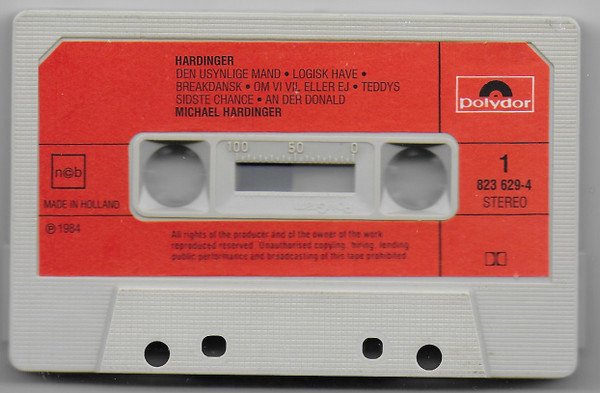 HARDINGER
DEN USYNLIGE MAND • LOGISK HAVE •
BREAKDANSK • OM VI VIL ELLER EJ • TEDDYS
SIDSTE CHANCE • AN DER DONALD
MICHAEL HARDINGER
polydor
n©b
MADE IN HOLLAND
100 50 0
1
823 629-4
STEREO
℗ 1984
All rights of the producer and of the owner of the work
reproduced reserved. Unauthorised copying, hiring, lending
public performance and broadcasting of this tape prohibited.